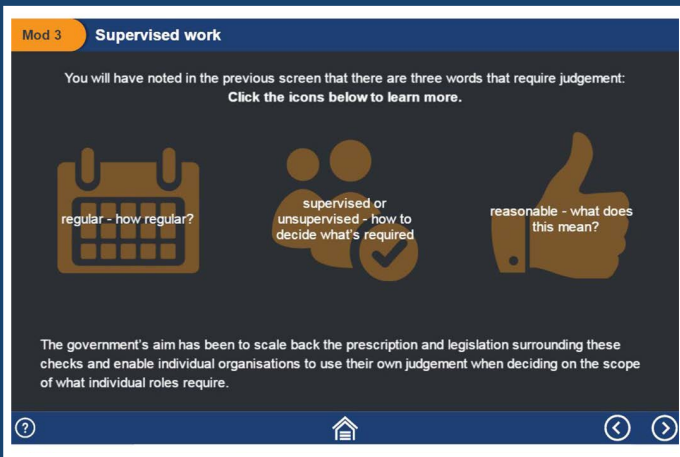 Mod 3
Supervised work
You will have noted in the previous screen that there are three words that require judgement:
Click the icons below to learn more.
regular - how regular?
supervised or
unsupervised - how to
decide what's required
reasonable - what does
this mean?
The government's aim has been to scale back the prescription and legislation surrounding these
checks and enable individual organisations to use their own judgement when deciding on the scope
of what individual roles require.
?